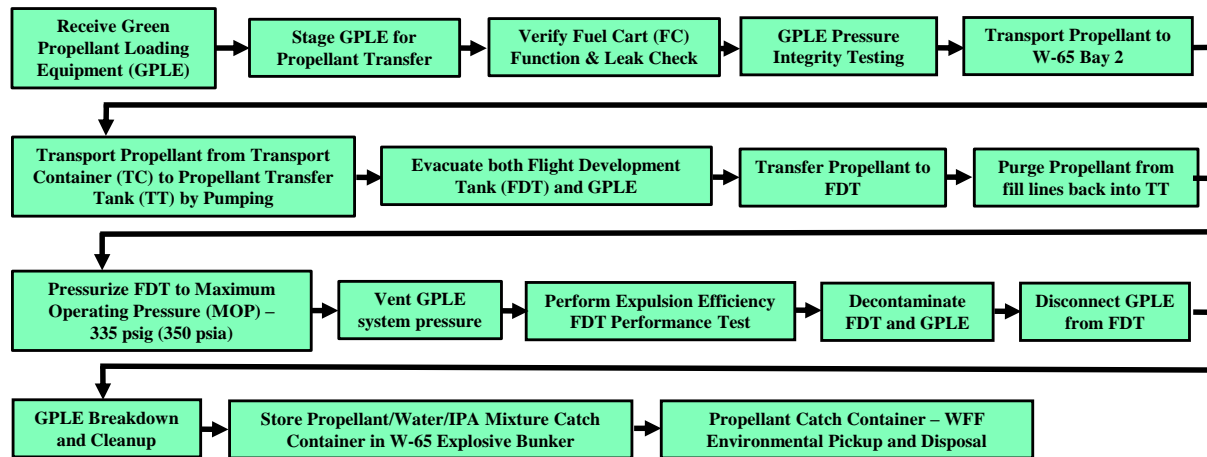 Receive Green
Propellant Loading
Equipment (GPLE)
Stage GPLE for
Propellant Transfer
Verify Fuel Cart (FC)
Function & Leak Check
GPLE Pressure
Integrity Testing
Transport Propellant to
W-65 Bay 2
Transport Propellant from Transport
Container (TC) to Propellant Transfer
Tank (TT) by Pumping
Evacuate both Flight Development
Tank (FDT) and GPLE
Transfer Propellant to
FDT
Purge Propellant from
fill lines back into TT
Pressurize FDT to Maximum
Operating Pressure (MOP) –
335 psig (350 psia)
Vent GPLE
system pressure
Perform Expulsion Efficiency
FDT Performance Test
Decontaminate
FDT and GPLE
Disconnect GPLE
from FDT
GPLE Breakdown
and Cleanup
Store Propellant/Water/IPA Mixture Catch
Container in W-65 Explosive Bunker
Propellant Catch Container – WFF
Environmental Pickup and Disposal